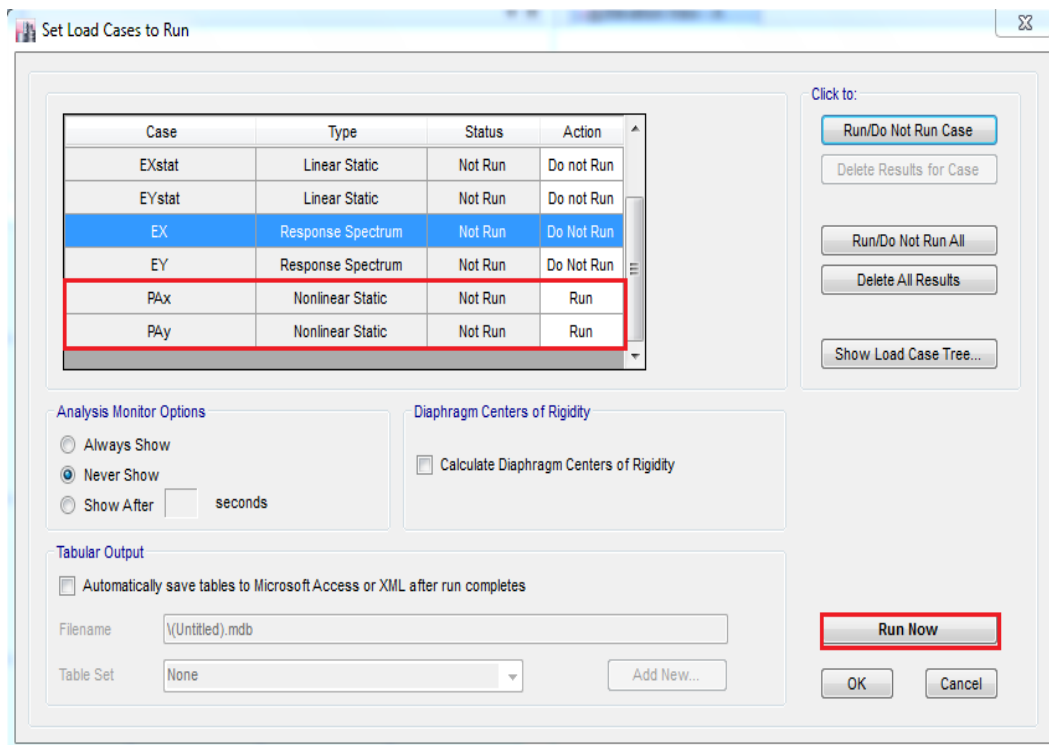 Set Load Cases to Run
Click to:
Case Type Status Action
EXstat Linear Static Not Run Do not Run
EYstat Linear Static Not Run Do not Run
EX Response Spectrum Not Run Do Not Run
EY Response Spectrum Not Run Do Not Run
PAx Nonlinear Static Not Run Run
PAy Nonlinear Static Not Run Run
Run/Do Not Run Case
Delete Results for Case
Run/Do Not Run All
Delete All Results
Show Load Case Tree...
Analysis Monitor Options
Always Show
Never Show
Show After seconds
Diaphragm Centers of Rigidity
Calculate Diaphragm Centers of Rigidity
Tabular Output
Automatically save tables to Microsoft Access or XML after run completes
Filename \(Untitled).mdb
Table Set None Add New...
Run Now
OK Cancel